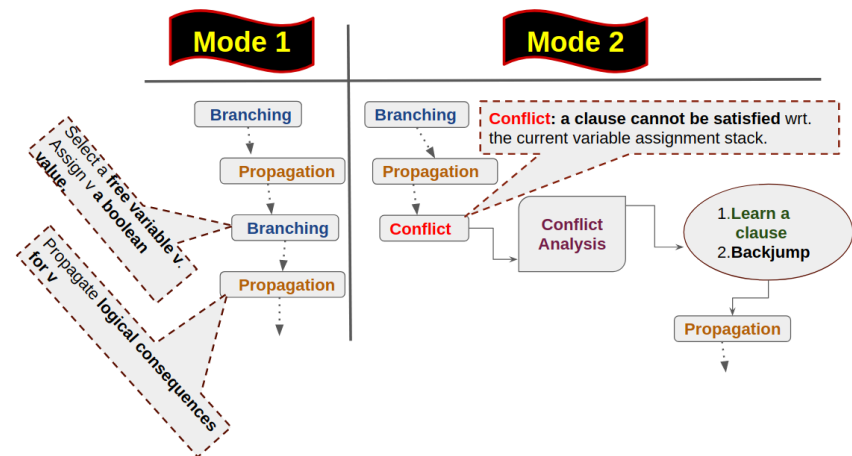 Mode 1
Mode 2
Branching
Propagation
Branching
Propagation
Select a free variable v.
Assign v a boolean
value.
Propagate logical consequences
for v
Branching
Propagation
Conflict
Conflict: a clause cannot be satisfied wrt.
the current variable assignment stack.
Conflict
Analysis
1.Learn a
clause
2.Backjump
Propagation